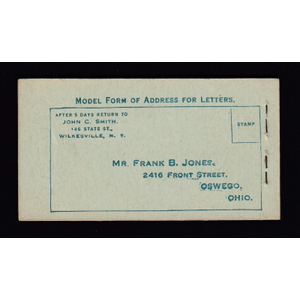 MODEL FORM OF ADDRESS FOR LETTERS.
AFTER 5 DAYS RETURN TO
JOHN C. SMITH,
146 STATE ST.,
WILKESVILLE, N. Y.
STAMP
MR. FRANK B. JONES,
2416 FRONT STREET,
OSWEGO,
OHIO.